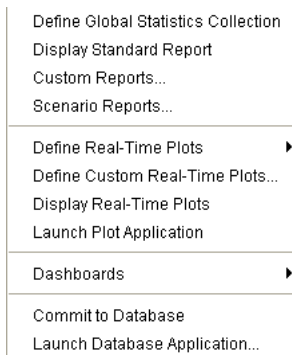 Define Global Statistics Collection
Display Standard Report
Custom Reports...
Scenario Reports...
Define Real-Time Plots
Define Custom Real-Time Plots...
Display Real-Time Plots
Launch Plot Application
Dashboards
Commit to Database
Launch Database Application...